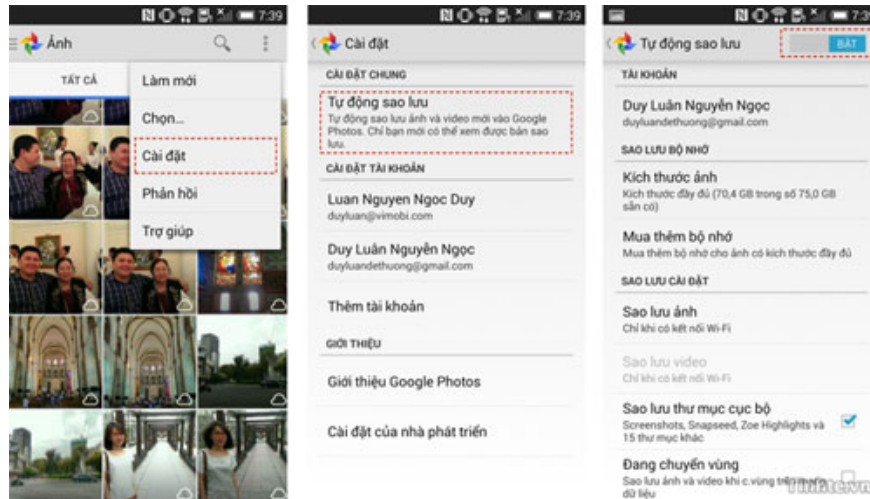 7:39
Ảnh
TẤT CẢ
Làm mới
Chọn...
Cài đặt
Phản hồi
Trợ giúp
7:39
Cài đặt
CÀI ĐẶT CHUNG
Tự động sao lưu
Tự động sao lưu ảnh và video mới vào Google
Photos. Chỉ bạn mới có thể xem được bản sao
lưu.
CÀI ĐẶT TÀI KHOẢN
Luan Nguyen Ngoc Duy
duyluan@vimobi.com
Duy Luân Nguyễn Ngọc
duyluandethuong@gmail.com
Thêm tài khoản
GIỚI THIỆU
Giới thiệu Google Photos
Cài đặt của nhà phát triển
7:39
Tự động sao lưu
BẬT
TÀI KHOẢN
Duy Luân Nguyễn Ngọc
duyluandethuong@gmail.com
SAO LƯU BỘ NHỚ
Kích thước ảnh
Kích thước đầy đủ (70,4 GB trong số 75,0 GB
sẵn có)
Mua thêm bộ nhớ
Mua thêm bộ nhớ cho ảnh có kích thước đầy đủ
SAO LƯU CÀI ĐẶT
Sao lưu ảnh
Chỉ khi có kết nối Wi-Fi
Sao lưu video
Chỉ khi có kết nối Wi-Fi
Sao lưu thư mục cục bộ
Screenshots, Snapseed, Zoe Highlights và
15 thư mục khác
Đang chuyển vùng
Sao lưu ảnh và video khi c.vùng trên
dữ liệu